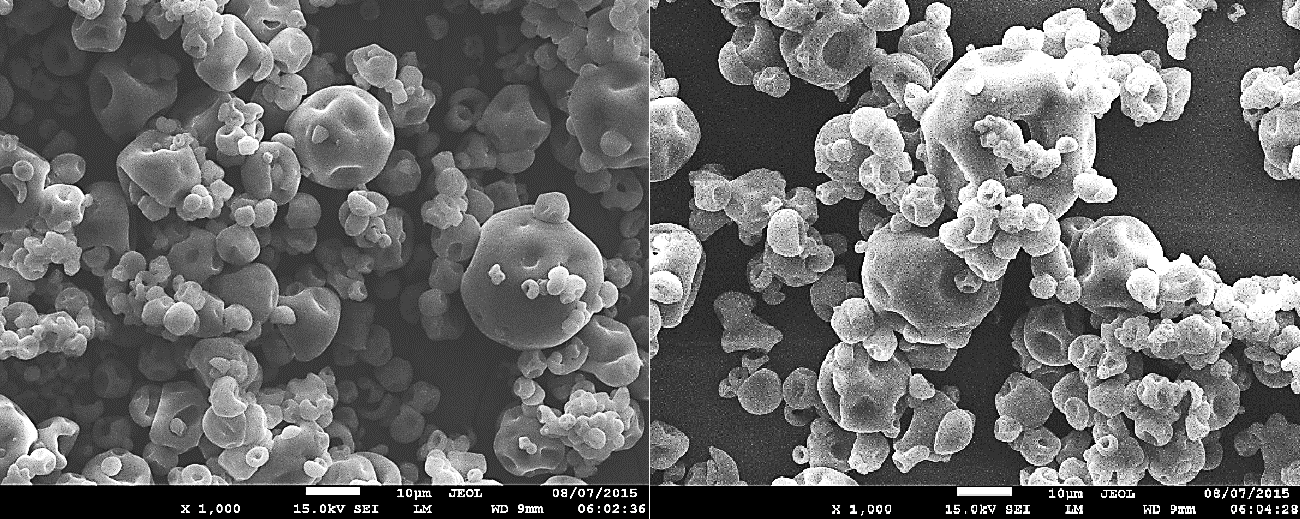 10µm JEOL 08/07/2015
X 1,000 15.0kV SEI LM WD 9mm 06:02:36
10µm JEOL 08/07/2015
X 1,000 15.0kV SEI LM WD 9mm 06:04:28